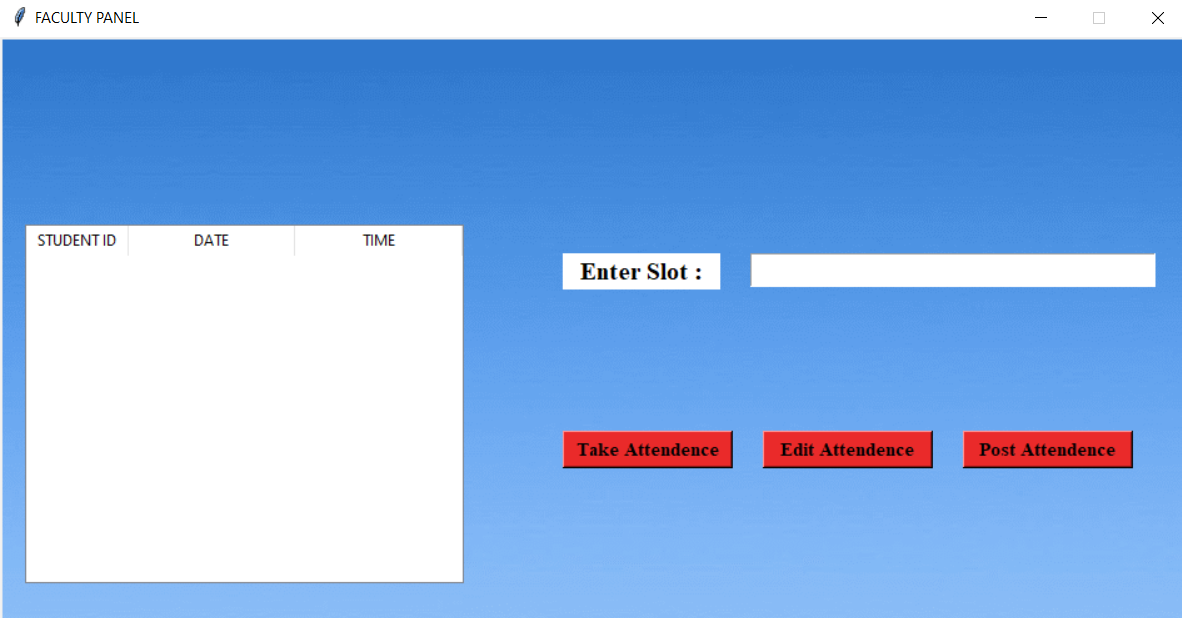 FACULTY PANEL
STUDENT ID DATE TIME
Enter Slot :
Take Attendence Edit Attendence Post Attendence